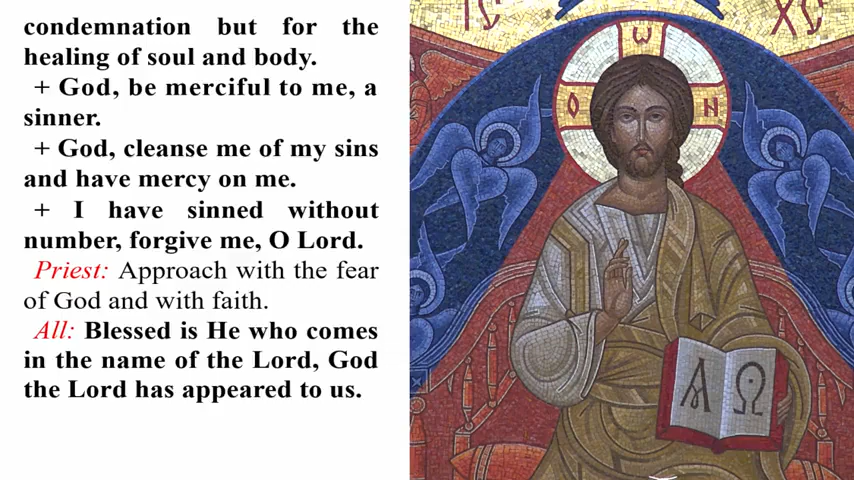 condemnation but for the
healing of soul and body.
+ God, be merciful to me, a
sinner.
+ God, cleanse me of my sins
and have mercy on me.
+ I have sinned without
number, forgive me, O Lord.
Priest: Approach with the fear
of God and with faith.
All: Blessed is He who comes
in the name of the Lord, God
the Lord has appeared to us.
IC XC
Ѡ
O N
Α Ω